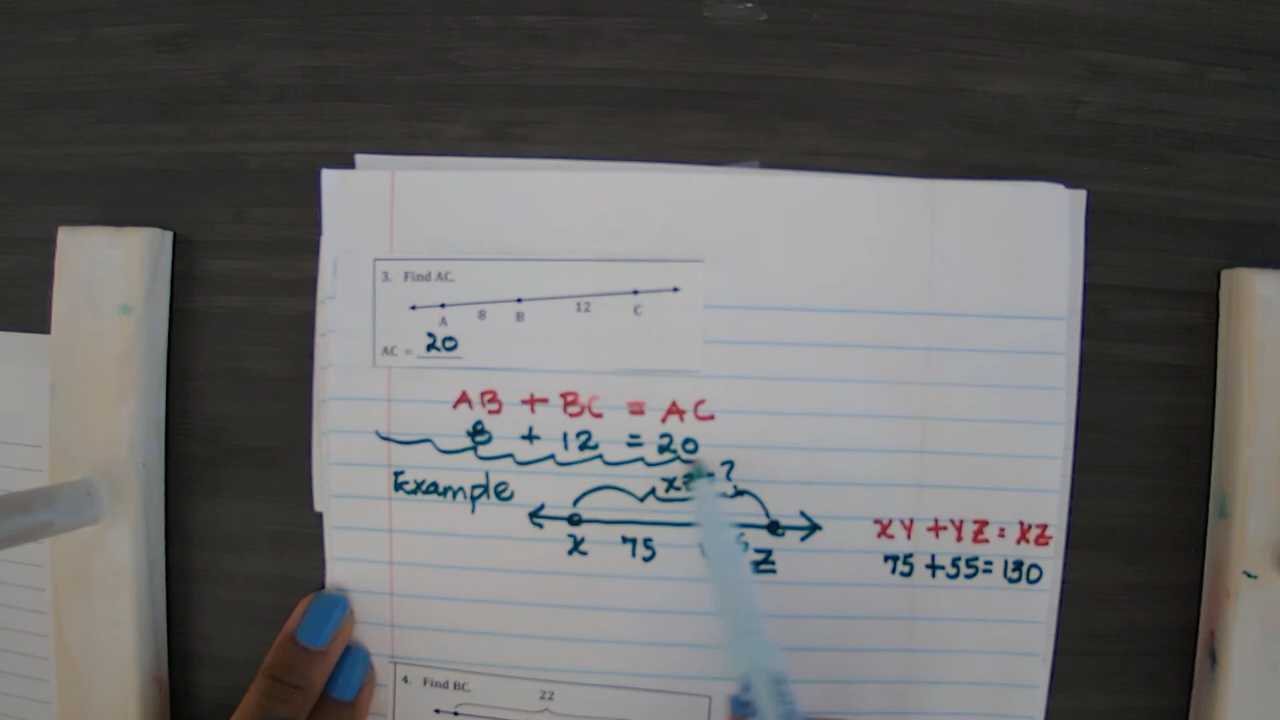 3. Find AC.
A 8 B 12 C
AC = 20
AB + BC = AC
8 + 12 = 20
Example
?
X 75 Z
XY + YZ = XZ
75 + 55 = 130
4. Find BC.
22